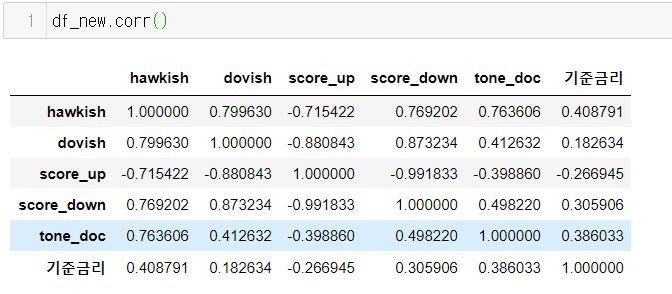 1 df_new.corr()
hawkish dovish score_up score_down tone_doc 기준금리
hawkish 1.000000 0.799630 -0.715422 0.769202 0.763606 0.408791
dovish 0.799630 1.000000 -0.880843 0.873234 0.412632 0.182634
score_up -0.715422 -0.880843 1.000000 -0.991833 -0.398860 -0.266945
score_down 0.769202 0.873234 -0.991833 1.000000 0.498220 0.305906
tone_doc 0.763606 0.412632 -0.398860 0.498220 1.000000 0.386033
기준금리 0.408791 0.182634 -0.266945 0.305906 0.386033 1.000000